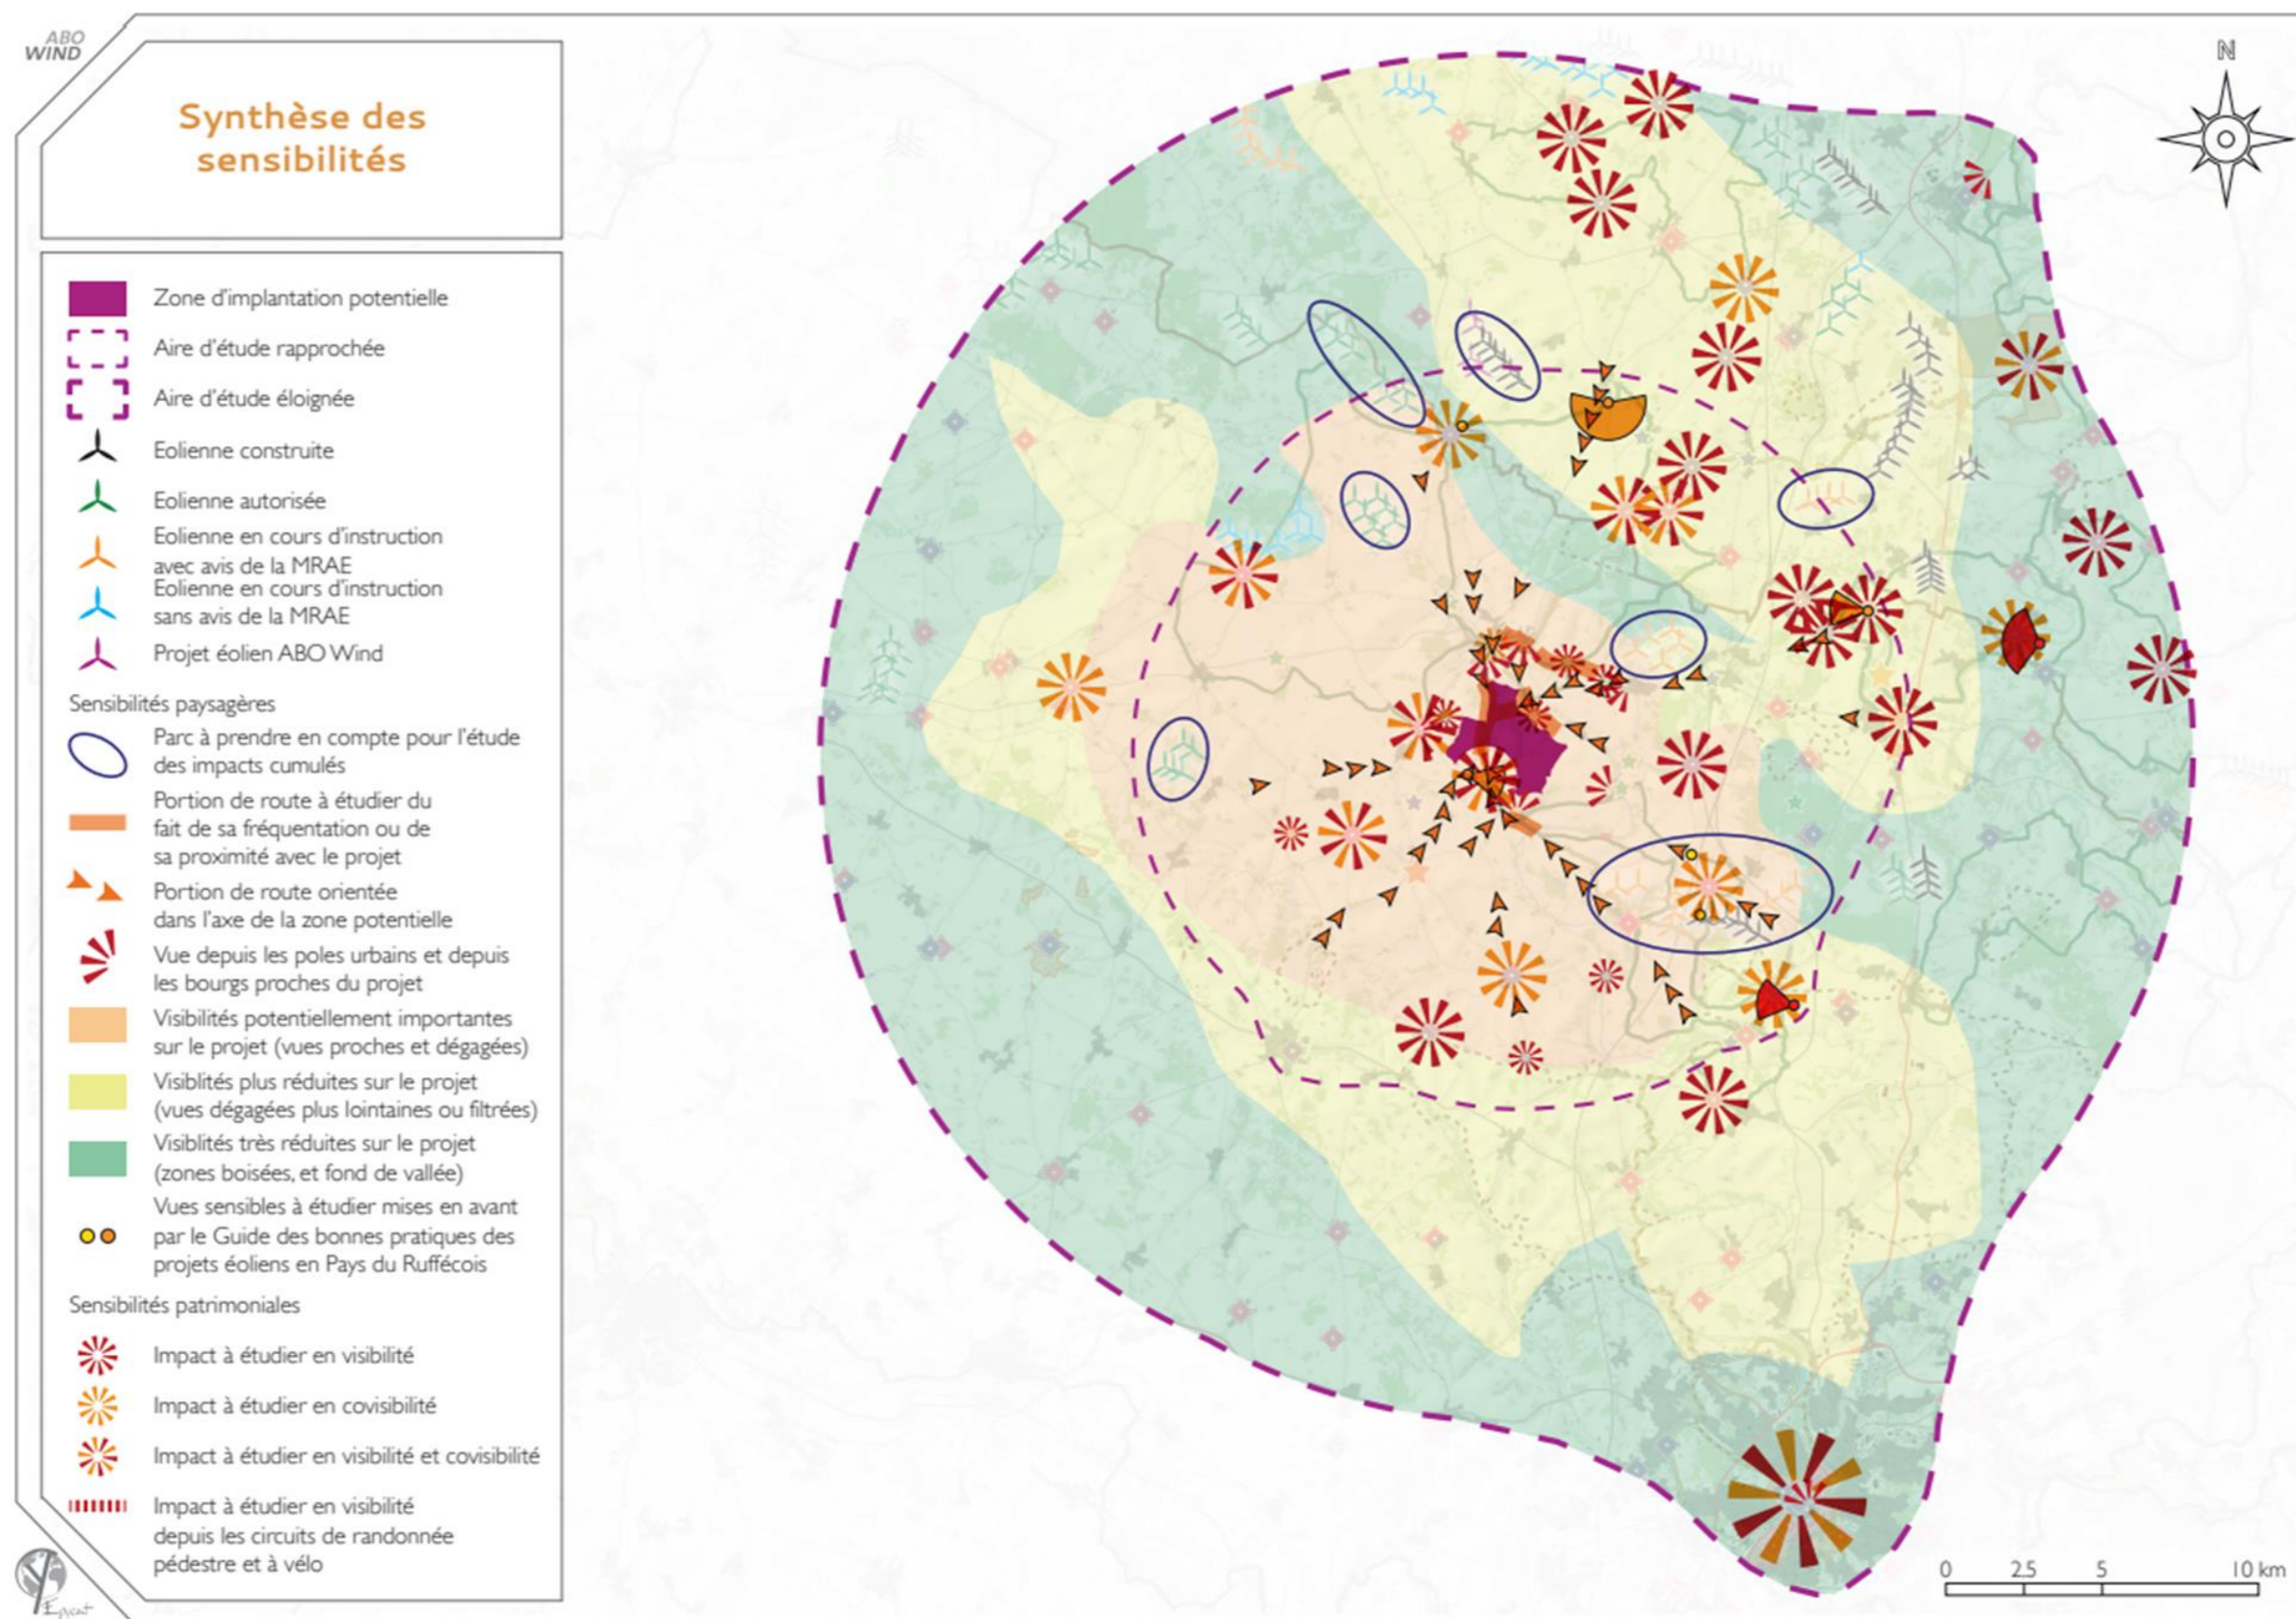 ABO
WIND
Synthèse des
sensibilités
Zone d'implantation potentielle
Aire d'étude rapprochée
Aire d'étude éloignée
Eolienne construite
Eolienne autorisée
Eolienne en cours d'instruction
avec avis de la MRAE
Eolienne en cours d'instruction
sans avis de la MRAE
Projet éolien ABO Wind
Sensibilités paysagères
Parc à prendre en compte pour l'étude
des impacts cumulés
Portion de route à étudier du
fait de sa fréquentation ou de
sa proximité avec le projet
Portion de route orientée
dans l'axe de la zone potentielle
Vue depuis les poles urbains et depuis
les bourgs proches du projet
Visibilités potentiellement importantes
sur le projet (vues proches et dégagées)
Visiblités plus réduites sur le projet
(vues dégagées plus lointaines ou filtrées)
Visiblités très réduites sur le projet
(zones boisées, et fond de vallée)
Vues sensibles à étudier mises en avant
par le Guide des bonnes pratiques des
projets éoliens en Pays du Ruffécois
Sensibilités patrimoniales
Impact à étudier en visibilité
Impact à étudier en covisibilité
Impact à étudier en visibilité et covisibilité
Impact à étudier en visibilité
depuis les circuits de randonnée
pédestre et à vélo
N
0 2.5 5 10 km